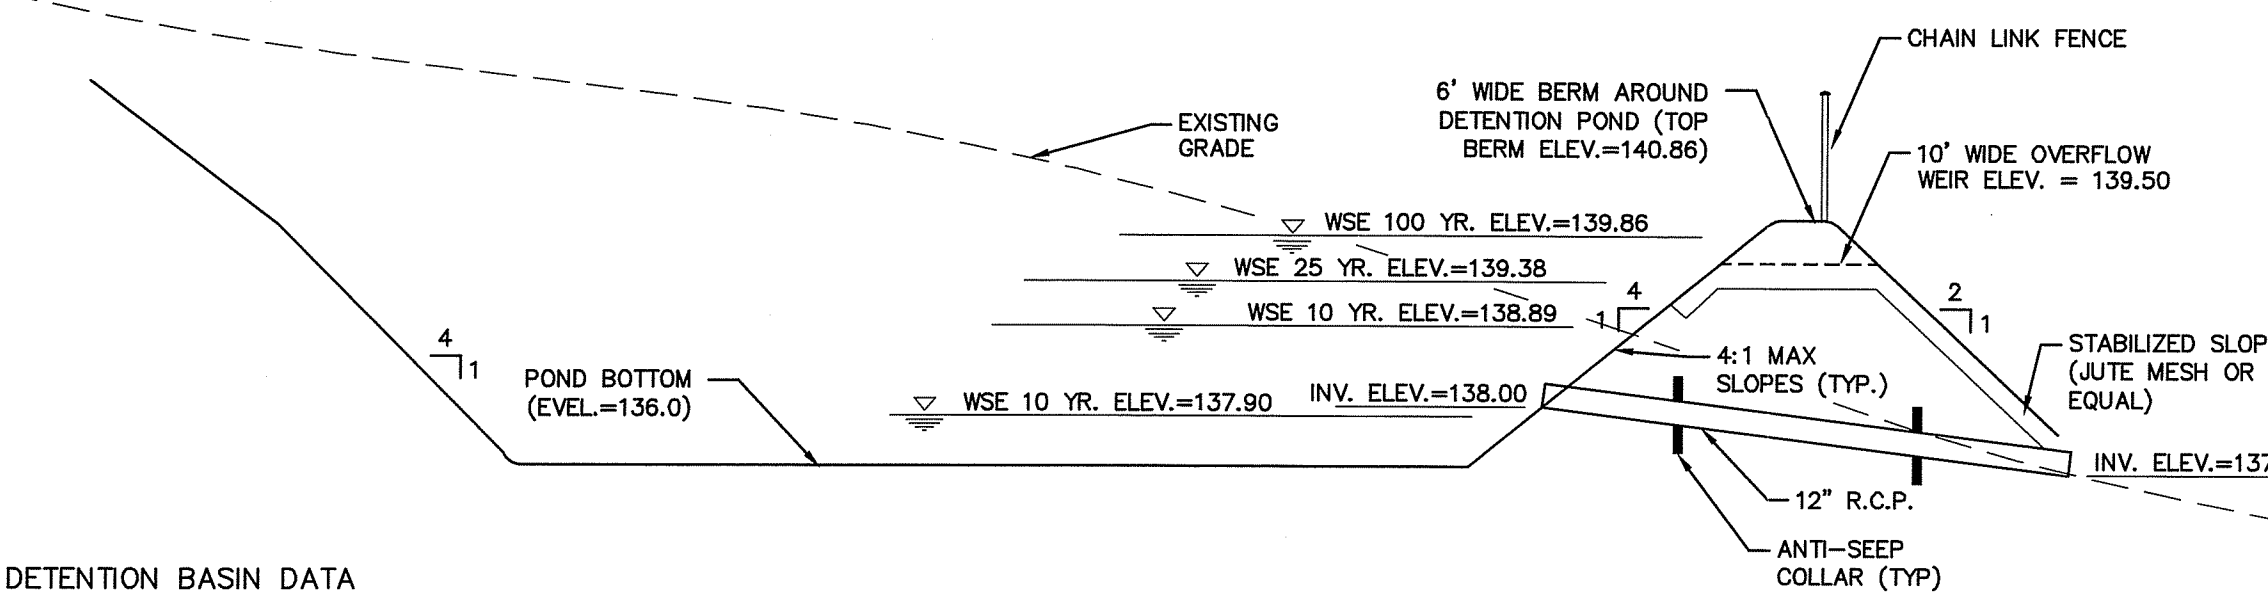 CHAIN LINK FENCE
6' WIDE BERM AROUND
DETENTION POND (TOP
BERM ELEV.=140.86)
EXISTING
GRADE
10' WIDE OVERFLOW
WEIR ELEV. = 139.50
WSE 100 YR. ELEV.=139.86
WSE 25 YR. ELEV.=139.38
WSE 10 YR. ELEV.=138.89
4
1
2
1
4
1
STABILIZED SLOP
(JUTE MESH OR
EQUAL)
4:1 MAX
SLOPES (TYP.)
POND BOTTOM
(EVEL.=136.0)
WSE 10 YR. ELEV.=137.90
INV. ELEV.=138.00
INV. ELEV.=137
12" R.C.P.
ANTI-SEEP
COLLAR (TYP)
DETENTION BASIN DATA